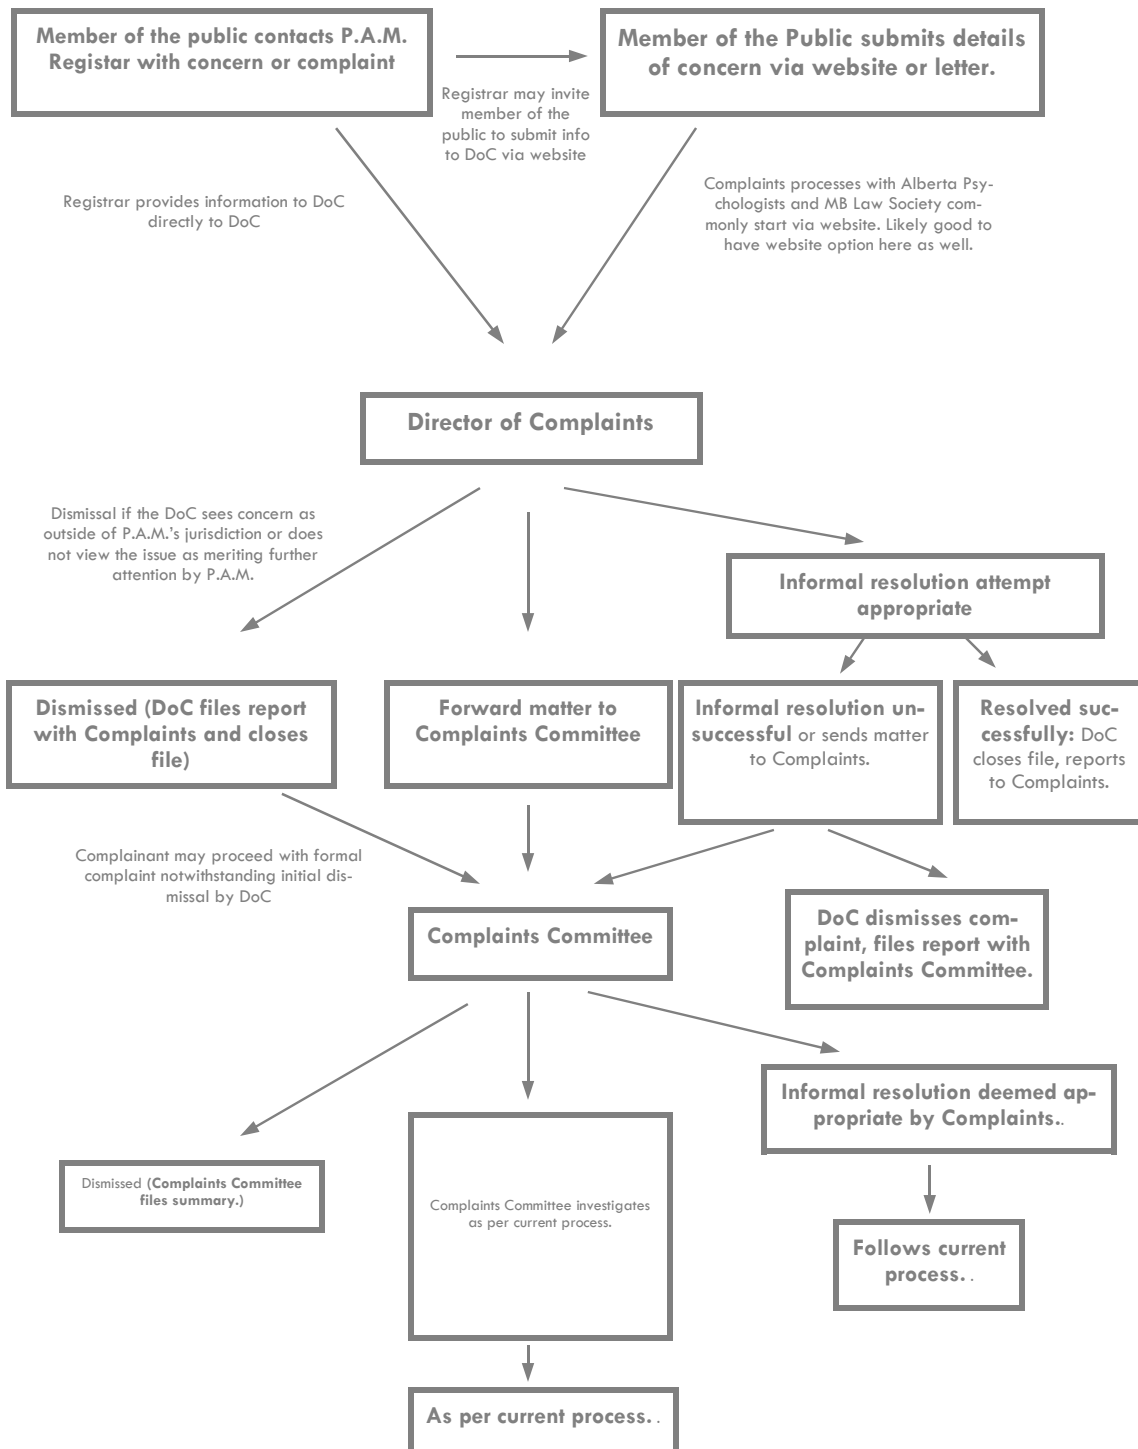 Member of the public contacts P.A.M.
Registar with concern or complaint
Member of the Public submits details
of concern via website or letter.
Registrar may invite
member of the
public to submit info
to DoC via website
Registrar provides information to DoC
directly to DoC
Complaints processes with Alberta Psy-
chologists and MB Law Society com-
monly start via website. Likely good to
have website option here as well.
Director of Complaints
Dismissal if the DoC sees concern as
outside of P.A.M.'s jurisdiction or does
not view the issue as meriting further
attention by P.A.M.
Informal resolution attempt
appropriate
Dismissed (DoC files report
with Complaints and closes
file)
Forward matter to
Complaints Committee
Informal resolution un-
successful or sends matter
to Complaints.
Resolved suc-
cessfully: DoC
closes file, reports
to Complaints.
Complainant may proceed with formal
complaint notwithstanding initial dis-
missal by DoC
Complaints Committee
DoC dismisses com-
plaint, files report with
Complaints Committee.
Informal resolution deemed ap-
propriate by Complaints..
Dismissed (Complaints Committee
files summary.)
Complaints Committee investigates
as per current process.
Follows current
process. .
As per current process. .